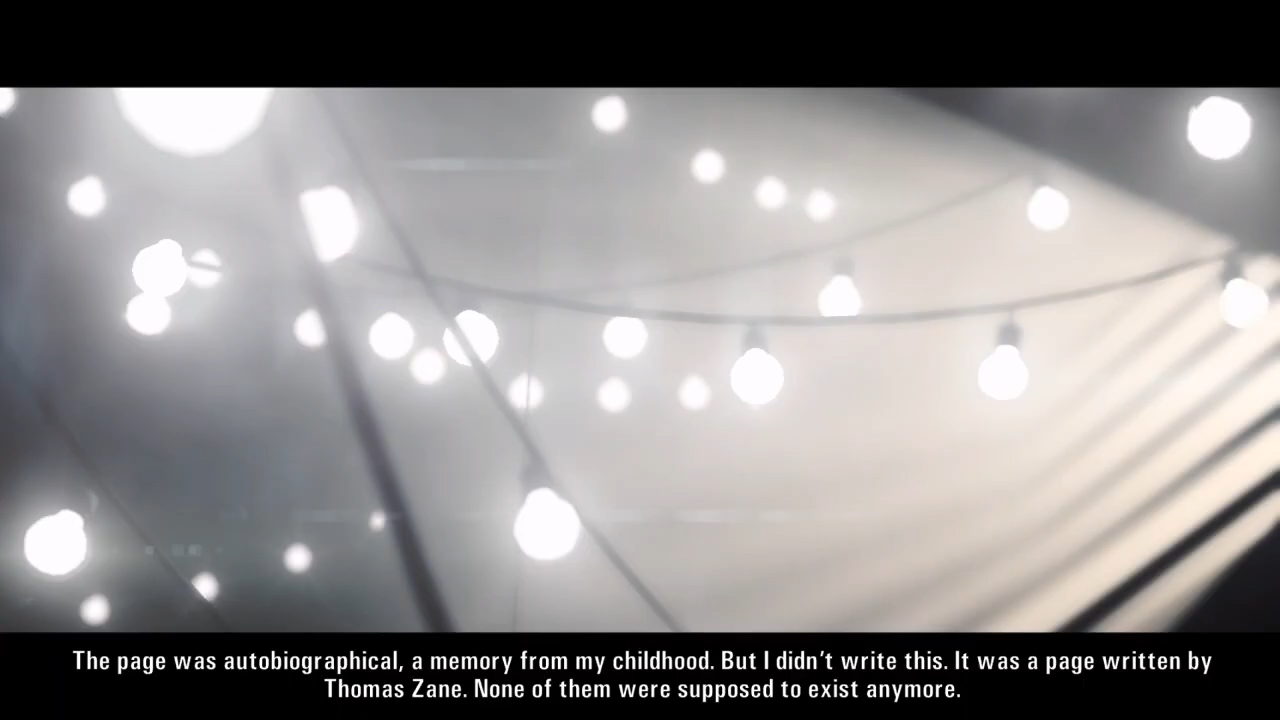 The page was autobiographical, a memory from my childhood. But I didn't write this. It was a page written by
Thomas Zane. None of them were supposed to exist anymore.